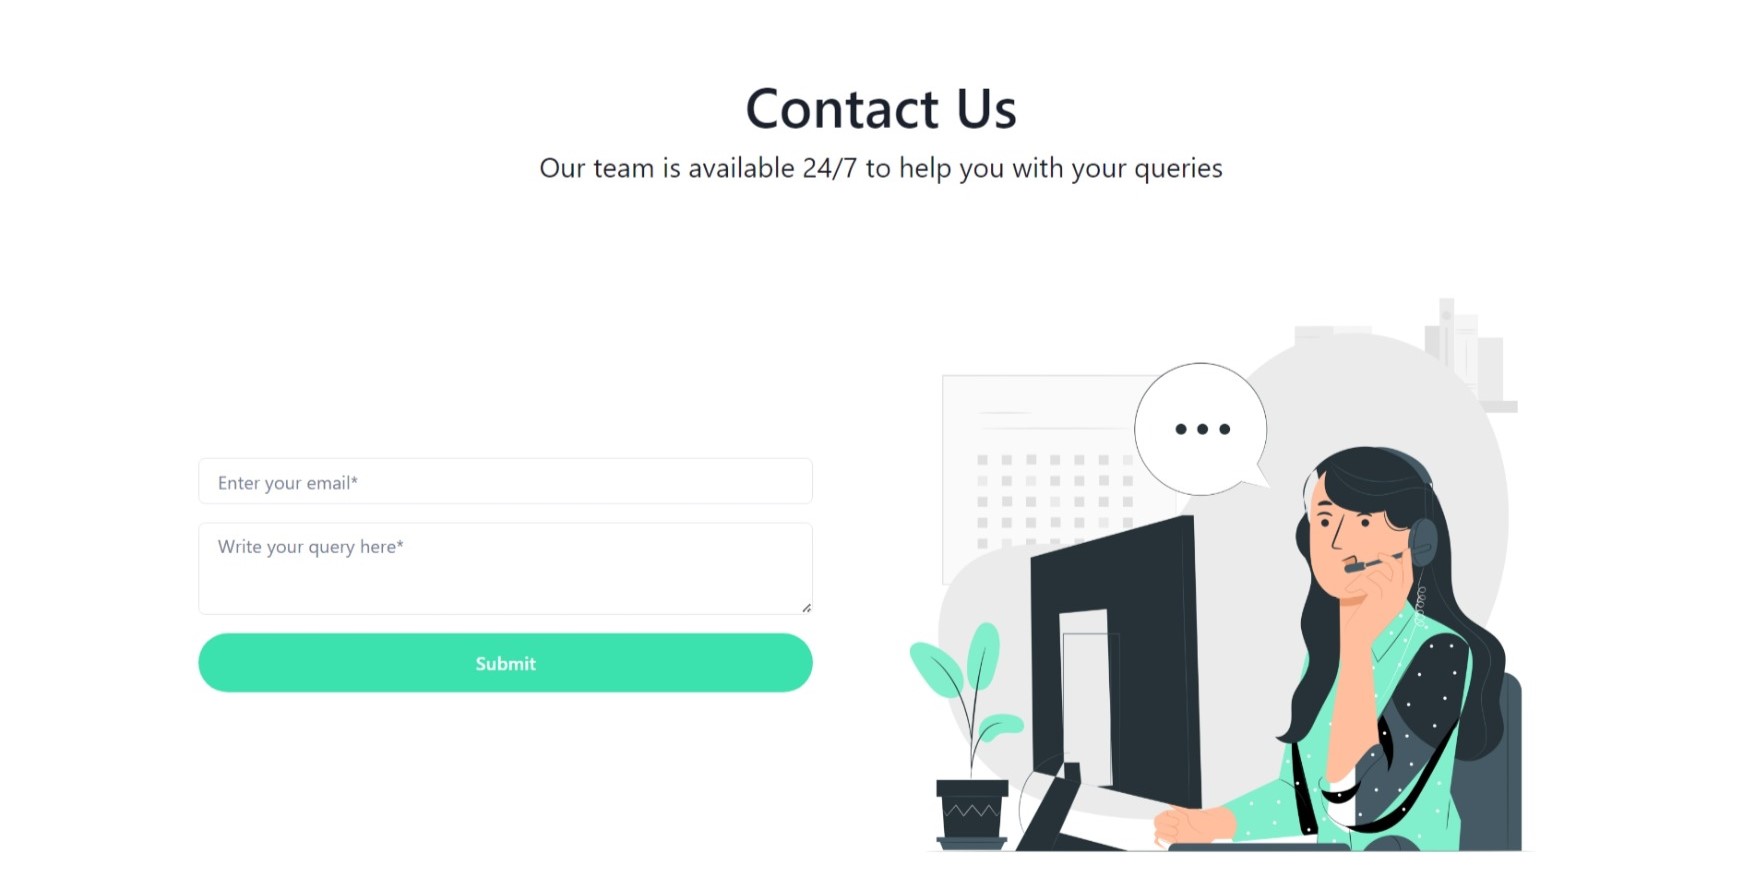 Contact Us
Our team is available 24/7 to help you with your queries
Enter your email*
Write your query here*
Submit